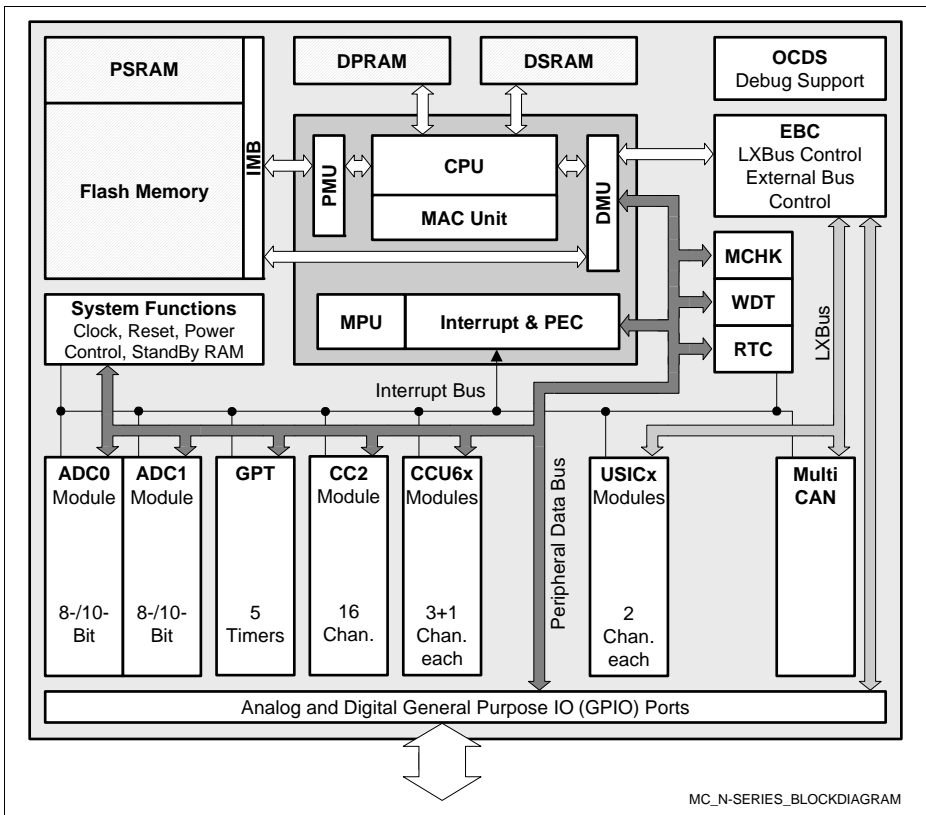 PSRAM
Flash Memory
IMB
DPRAM
DSRAM
OCDS
Debug Support
PMU
CPU
MAC Unit
DMU
EBC
LXBus Control
External Bus
Control
MCHK
WDT
RTC
LXBus
System Functions
Clock, Reset, Power
Control, StandBy RAM
MPU
Interrupt & PEC
Interrupt Bus
ADC0
Module
8-/10-
Bit
ADC1
Module
8-/10-
Bit
GPT
5
Timers
CC2
Module
16
Chan.
CCU6x
Modules
3+1
Chan.
each
Peripheral Data Bus
USICx
Modules
2
Chan.
each
Multi
CAN
Analog and Digital General Purpose IO (GPIO) Ports
MC_N-SERIES_BLOCKDIAGRAM